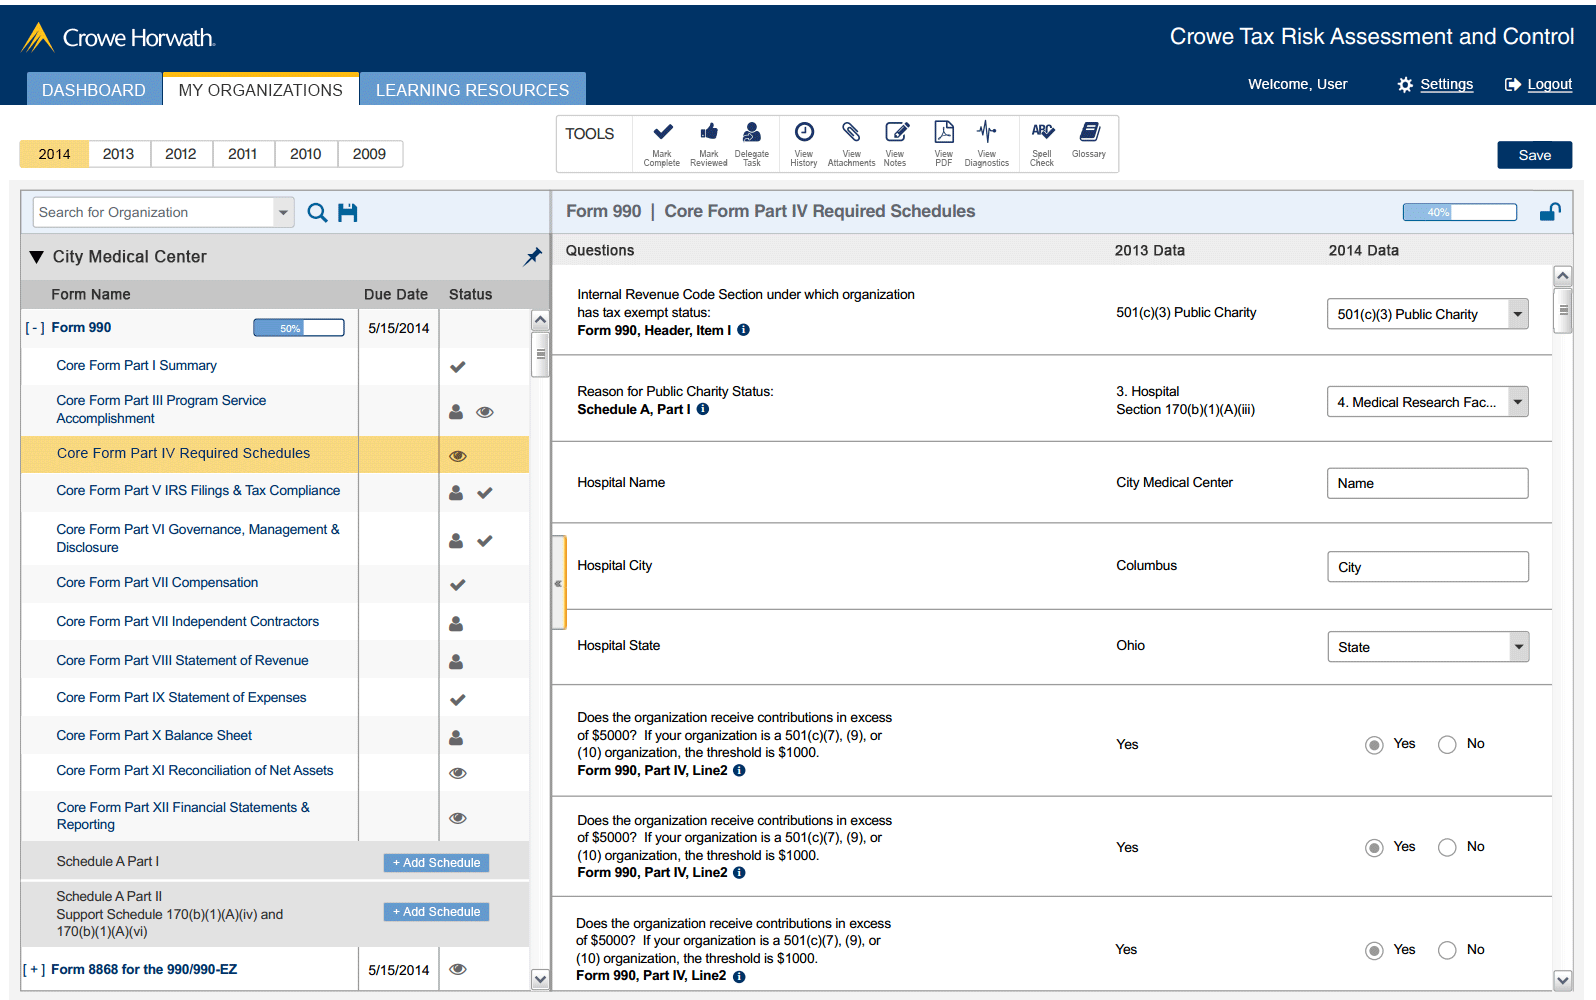 Crowe Horwath.
Crowe Tax Risk Assessment and Control
DASHBOARD
MY ORGANIZATIONS
LEARNING RESOURCES
Welcome, User
Settings
Logout
2014
2013
2012
2011
2010
2009
TOOLS
Mark
Complete
Mark
Reviewed
Delegate
Task
View
History
View
Attachments
View
Notes
View
PDF
View
Diagnostics
ABC
Spell
Check
Glossary
Save
Search for Organization
City Medical Center
Form Name
Due Date
Status
[ - ] Form 990
50%
5/15/2014
Core Form Part I Summary
Core Form Part III Program Service
Accomplishment
Core Form Part IV Required Schedules
Core Form Part V IRS Filings & Tax Compliance
Core Form Part VI Governance, Management &
Disclosure
Core Form Part VII Compensation
Core Form Part VII Independent Contractors
Core Form Part VIII Statement of Revenue
Core Form Part IX Statement of Expenses
Core Form Part X Balance Sheet
Core Form Part XI Reconciliation of Net Assets
Core Form Part XII Financial Statements &
Reporting
Schedule A Part I
+ Add Schedule
Schedule A Part II
Support Schedule 170(b)(1)(A)(iv) and
170(b)(1)(A)(vi)
+ Add Schedule
[ + ] Form 8868 for the 990/990-EZ
5/15/2014
«
Form 990 | Core Form Part IV Required Schedules
40%
Questions
2013 Data
2014 Data
Internal Revenue Code Section under which organization
has tax exempt status:
Form 990, Header, Item I
501(c)(3) Public Charity
501(c)(3) Public Charity
Reason for Public Charity Status:
Schedule A, Part I
3. Hospital
Section 170(b)(1)(A)(iii)
4. Medical Research Fac...
Hospital Name
City Medical Center
Name
Hospital City
Columbus
City
Hospital State
Ohio
State
Does the organization receive contributions in excess
of $5000?  If your organization is a 501(c)(7), (9), or
(10) organization, the threshold is $1000.
Form 990, Part IV, Line2
Yes
Yes
No
Does the organization receive contributions in excess
of $5000?  If your organization is a 501(c)(7), (9), or
(10) organization, the threshold is $1000.
Form 990, Part IV, Line2
Yes
Yes
No
Does the organization receive contributions in excess
of $5000?  If your organization is a 501(c)(7), (9), or
(10) organization, the threshold is $1000.
Form 990, Part IV, Line2
Yes
Yes
No